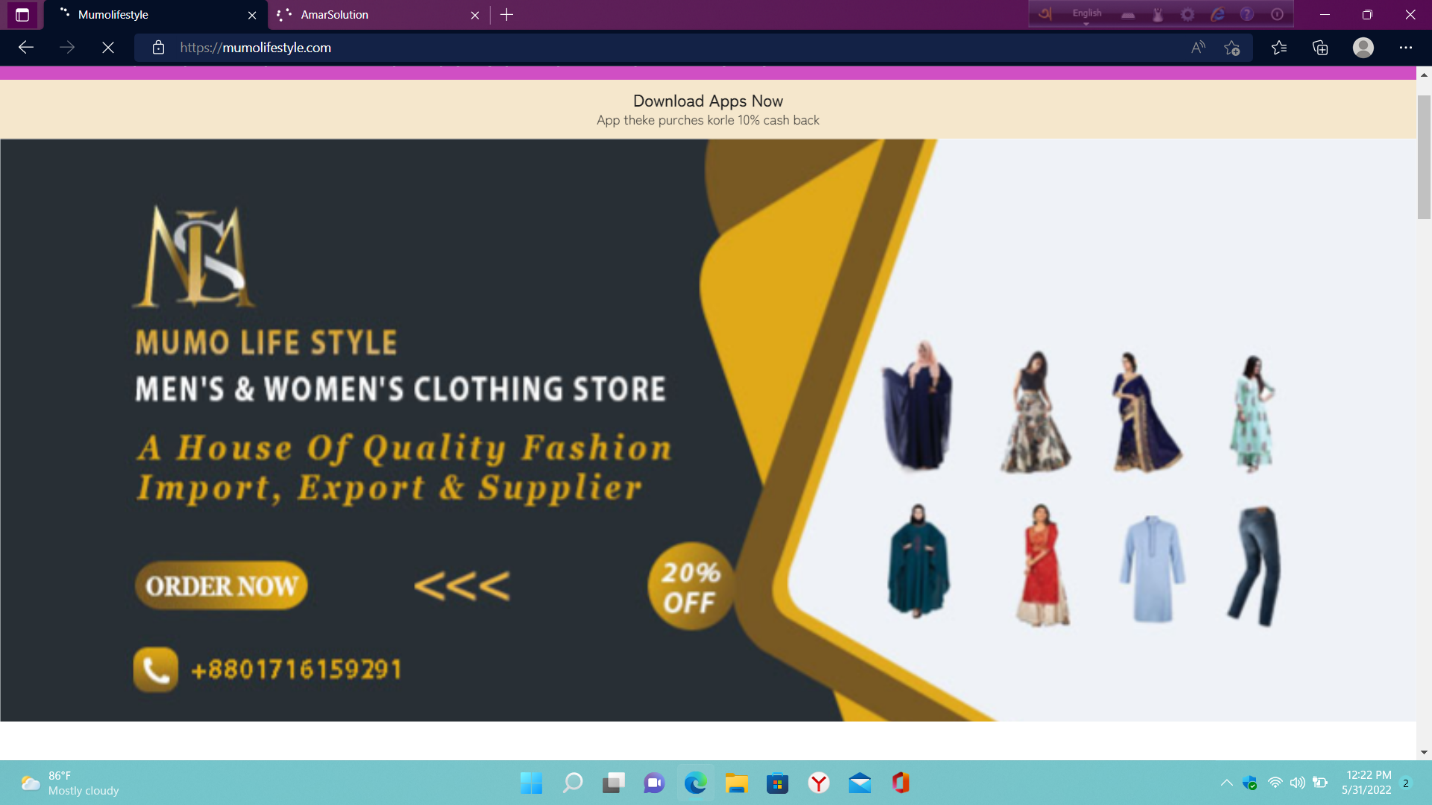 Mumolifestyle
AmarSolution
English
https://mumolifestyle.com
Download Apps Now
App theke purches korle 10% cash back
MLS
MUMO LIFE STYLE
MEN'S & WOMEN'S CLOTHING STORE
A House Of Quality Fashion
Import, Export & Supplier
ORDER NOW
<<<
20%
OFF
+8801716159291
86°F
Mostly cloudy
12:22 PM
5/31/2022
2